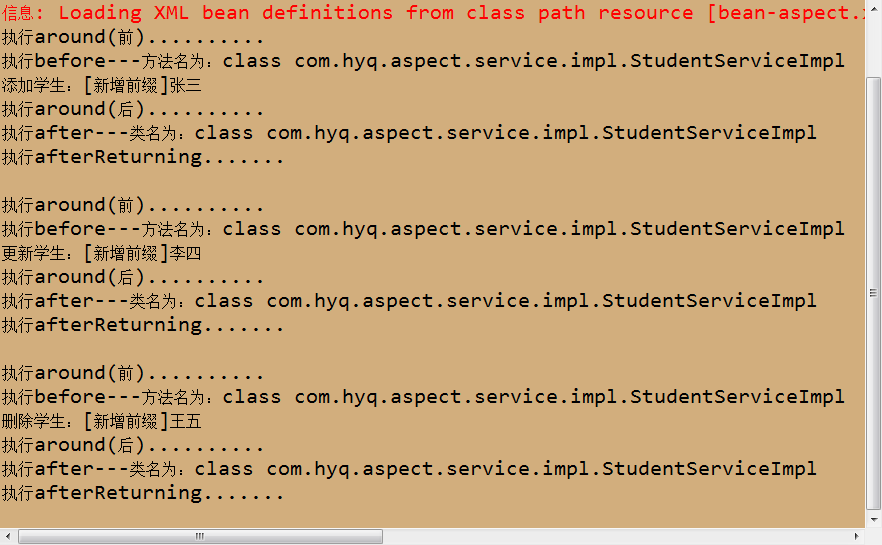 信息: Loading XML bean definitions from class path resource [bean-aspect.
执行around(前)..........
执行before---方法名为：class com.hyq.aspect.service.impl.StudentServiceImpl
添加学生：[新增前缀]张三
执行around(后)..........
执行after---类名为：class com.hyq.aspect.service.impl.StudentServiceImpl
执行afterReturning.......
执行around(前)..........
执行before---方法名为：class com.hyq.aspect.service.impl.StudentServiceImpl
更新学生：[新增前缀]李四
执行around(后)..........
执行after---类名为：class com.hyq.aspect.service.impl.StudentServiceImpl
执行afterReturning.......
执行around(前)..........
执行before---方法名为：class com.hyq.aspect.service.impl.StudentServiceImpl
删除学生：[新增前缀]王五
执行around(后)..........
执行after---类名为：class com.hyq.aspect.service.impl.StudentServiceImpl
执行afterReturning.......